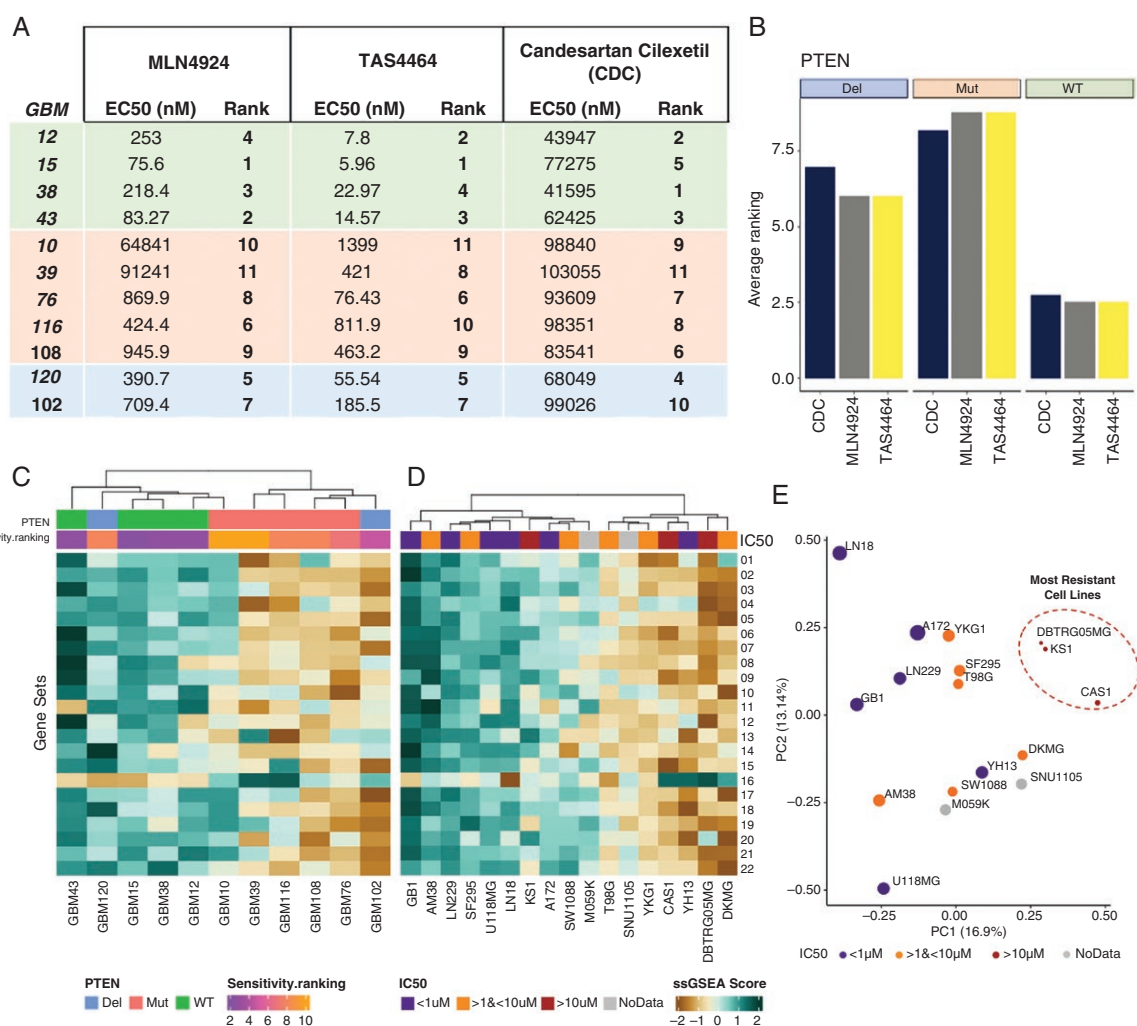 A
MLN4924 TAS4464 Candesartan Cilexetil (CDC)
GBM EC50 (nM) Rank EC50 (nM) Rank EC50 (nM) Rank
12 253 4 7.8 2 43947 2
15 75.6 1 5.96 1 77275 5
38 218.4 3 22.97 4 41595 1
43 83.27 2 14.57 3 62425 3
10 64841 10 1399 11 98840 9
39 91241 11 421 8 103055 11
76 869.9 8 76.43 6 93609 7
116 424.4 6 811.9 10 98351 8
108 945.9 9 463.2 9 83541 6
120 390.7 5 55.54 5 68049 4
102 709.4 7 185.5 7 99026 10
B
PTEN
Del Mut WT
Average ranking
7.5
5.0
2.5
0.0
CDC MLN4924 TAS4464 CDC MLN4924 TAS4464 CDC MLN4924 TAS4464
C
PTEN
ivity.ranking
Gene Sets
GBM43 GBM120 GBM15 GBM38 GBM12 GBM10 GBM39 GBM116 GBM108 GBM76 GBM102
PTEN
Del Mut WT
Sensitivity.ranking
2 4 6 8 10
D
IC50
01
02
03
04
05
06
07
08
09
10
11
12
13
14
15
16
17
18
19
20
21
22
GB1 AM38 LN229 SF295 U118MG LN18 KS1 A172 SW1088 M059K T98G SNU1105 YKG1 CAS1 YH13 DBTRG05MG DKMG
IC50
<1uM >1&<10uM >10uM NoData
ssGSEA Score
−2 −1 0 1 2
E
PC2 (13.14%)
0.50
0.25
0.00
−0.25
−0.50
LN18
Most Resistant
Cell Lines
A172 YKG1
DBTRG05MG
KS1
LN229
SF295
T98G
CAS1
GB1
DKMG
YH13
SNU1105
SW1088
AM38
M059K
U118MG
−0.25 0.00 0.25 0.50
PC1 (16.9%)
IC50 <1µM >1&<10µM >10µM NoData